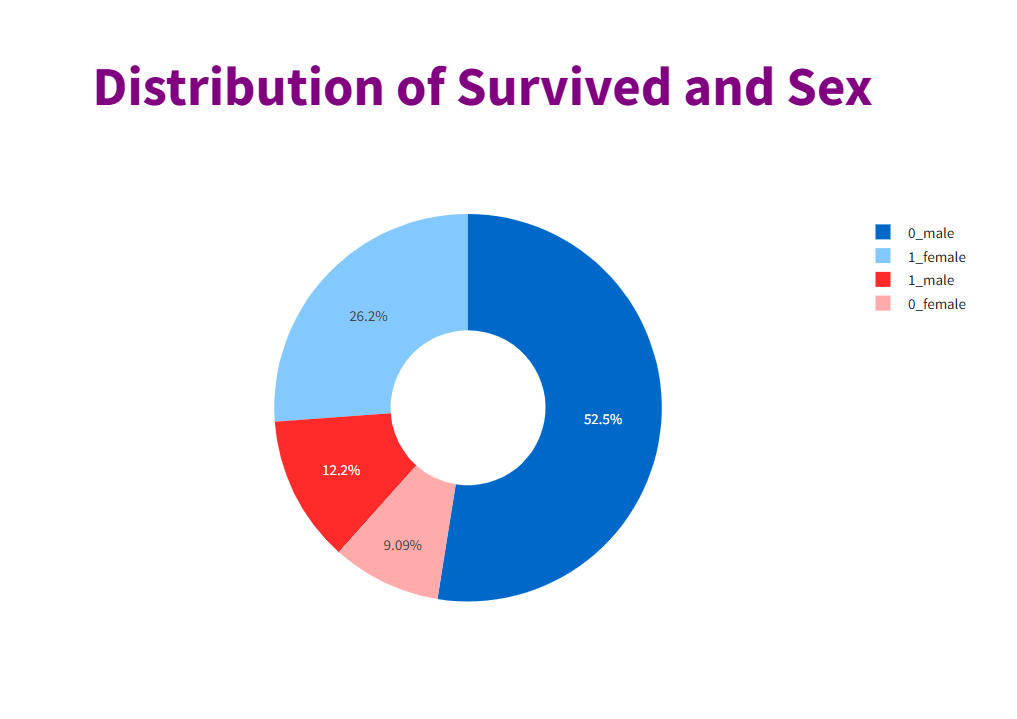 Distribution of Survived and Sex
0_male
1_female
1_male
0_female
26.2%
52.5%
12.2%
9.09%